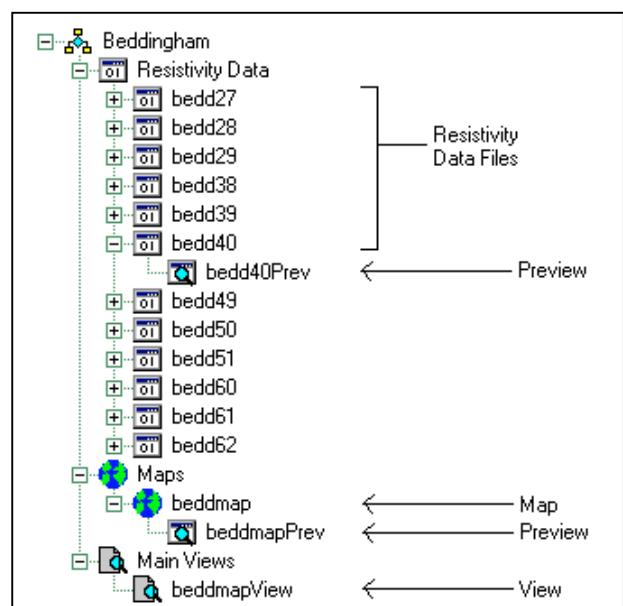 Beddingham
Resistivity Data
bedd27
bedd28
bedd29
bedd38
bedd39
bedd40
Resistivity
Data Files
bedd40Prev
Preview
bedd49
bedd50
bedd51
bedd60
bedd61
bedd62
Maps
beddmap
Map
beddmapPrev
Preview
Main Views
beddmapView
View